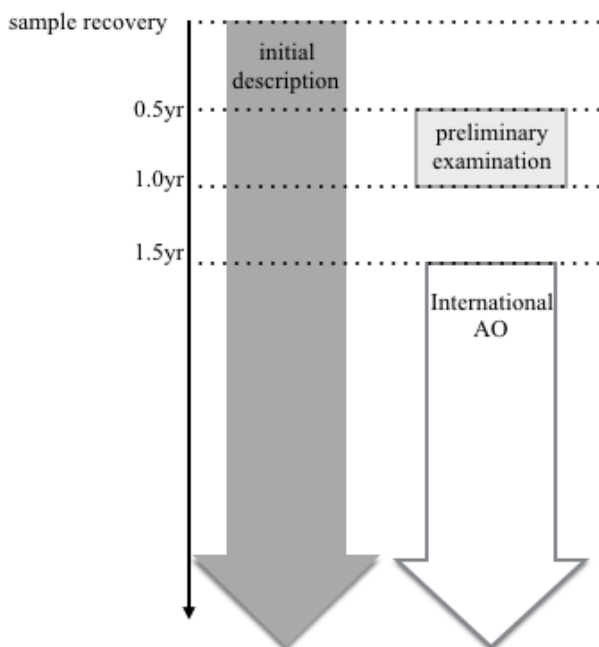 sample recovery
initial
description
0.5yr
preliminary
examination
1.0yr
1.5yr
International
AO